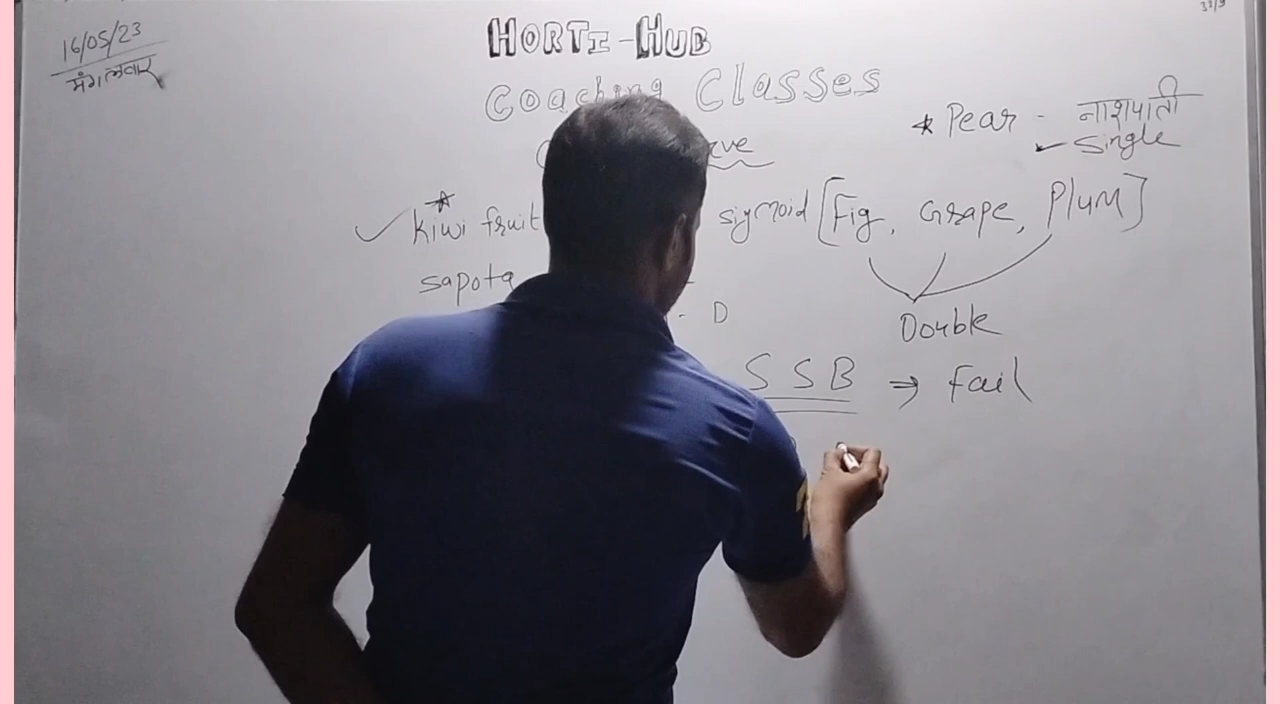 16/05/23
मंगलवार
HORTI-HUB
Coaching Classes
* Pear - नाशपाती
single
✓ Kiwi fruit sigmoid [Fig, Grape, Plum]
sapota
- D
Double
SSB ⇒ Fail